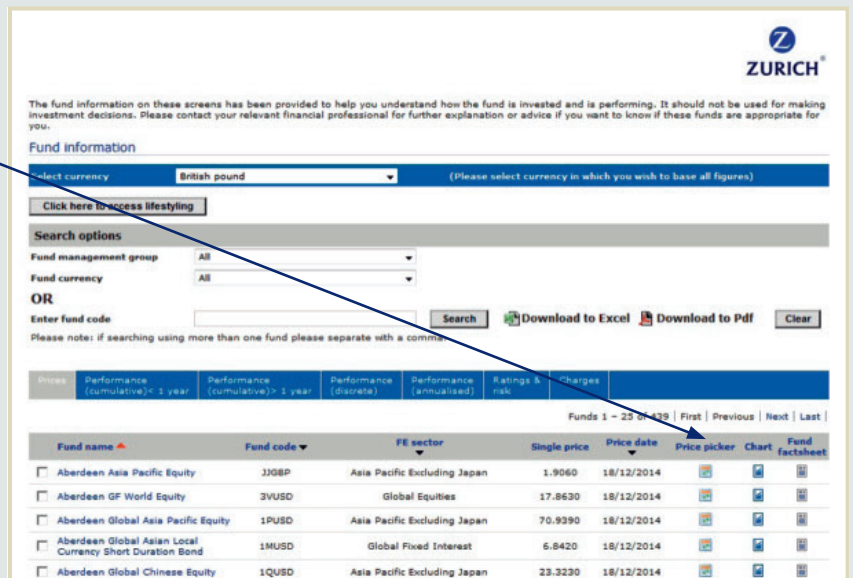 ZURICH®
The fund information on these screens has been provided to help you understand how the fund is invested and is performing. It should not be used for making
investment decisions. Please contact your relevant financial professional for further explanation or advice if you want to know if these funds are appropriate for
you.
Fund information
Select currency British pound (Please select currency in which you wish to base all figures)
Click here to access lifestyling
Search options
Fund management group All
Fund currency All
OR
Enter fund code Search Download to Excel Download to Pdf Clear
Please note: if searching using more than one fund please separate with a comma.
Prices Performance (cumulative)< 1 year Performance (cumulative)> 1 year Performance (discrete) Performance (annualised) Ratings & risk Charges
Funds 1 - 25 of 439 | First | Previous | Next | Last |
Fund name Fund code FE sector Single price Price date Price picker Chart Fund factsheet
Aberdeen Asia Pacific Equity JJGBP Asia Pacific Excluding Japan 1.9060 18/12/2014
Aberdeen GF World Equity 3VUSD Global Equities 17.8630 18/12/2014
Aberdeen Global Asia Pacific Equity 1PUSD Asia Pacific Excluding Japan 70.9390 18/12/2014
Aberdeen Global Asian Local Currency Short Duration Bond 1MUSD Global Fixed Interest 6.8420 18/12/2014
Aberdeen Global Chinese Equity 1QUSD Asia Pacific Excluding Japan 23.3230 18/12/2014